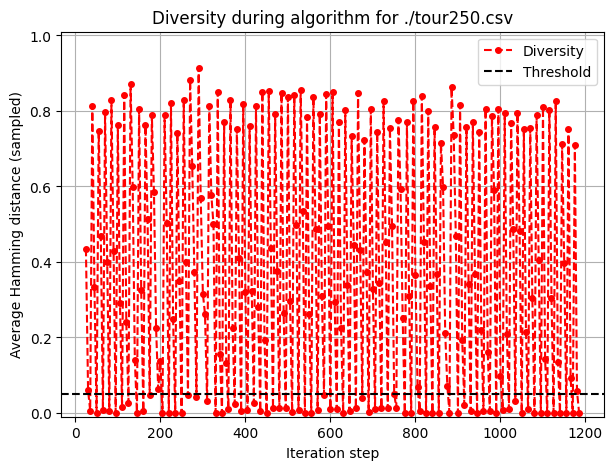 Diversity during algorithm for ./tour250.csv
Average Hamming distance (sampled)
1.0
0.8
0.6
0.4
0.2
0.0
Diversity
Threshold
0 200 400 600 800 1000 1200
Iteration step